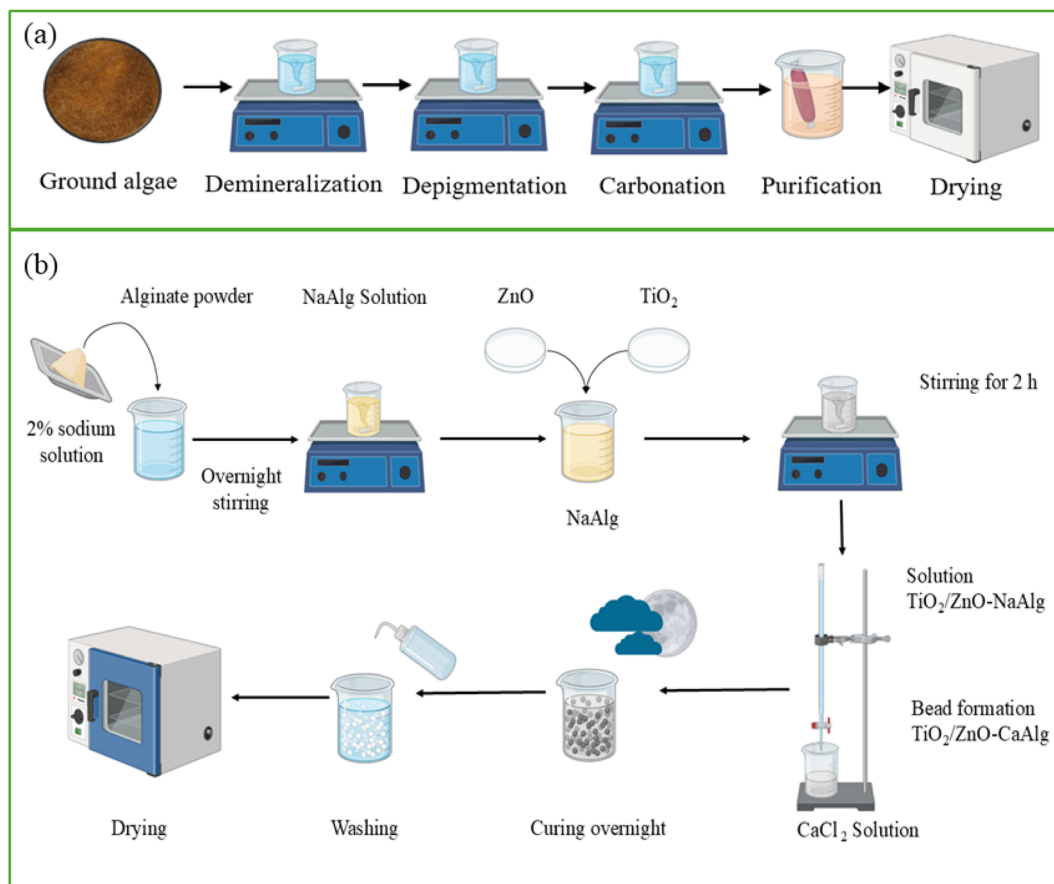 (a)
Ground algae
Demineralization
Depigmentation
Carbonation
Purification
Drying
(b)
Alginate powder
NaAlg Solution
ZnO
TiO₂
2% sodium
solution
Overnight
stirring
NaAlg
Stirring for 2 h
Solution
TiO₂/ZnO-NaAlg
Bead formation
TiO₂/ZnO-CaAlg
CaCl₂ Solution
Curing overnight
Washing
Drying